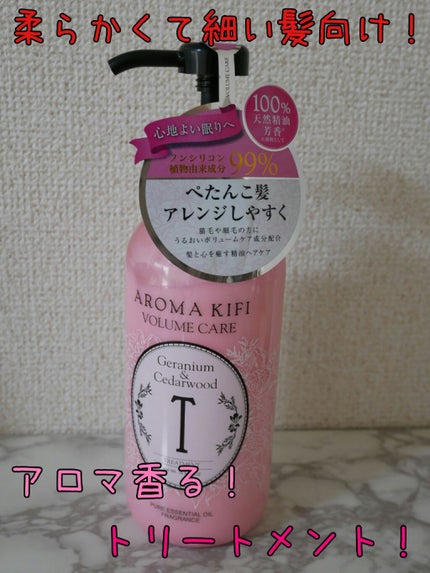 柔らかくて細い髪向け!
VOLUME CARE
100%
天然精油
芳香
心地よい眠りへ
ノンシリコン
植物由来成分 99%
ぺたんこ髪
アレンジしやすく
猫毛や細毛の方に
うるおいボリュームケア成分配合
髪と心を癒す精油ヘアケア
AROMA KIFI
VOLUME CARE
Geranium
&
Cedarwood
T
TREATMENT
アロマ香る!
PURE ESSENTIAL OIL
FRAGRANCE
トリートメント!